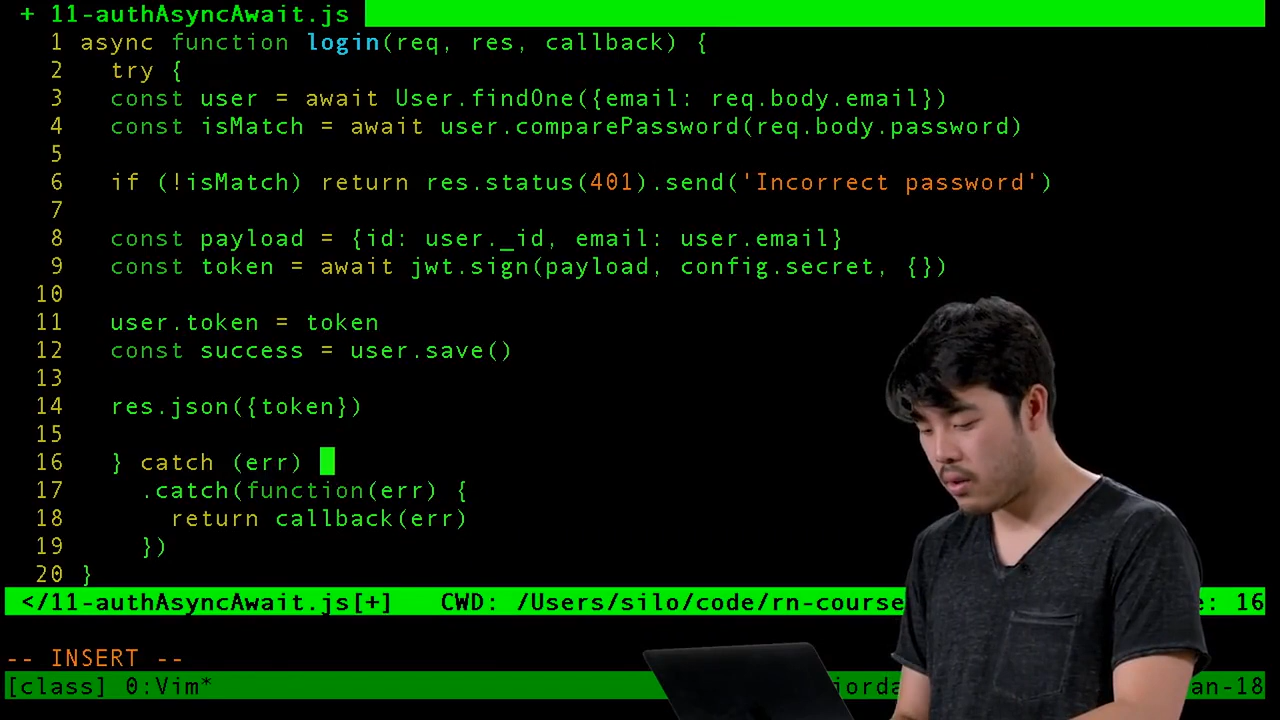 + 11-authAsyncAwait.js
1 async function login(req, res, callback) {
2 try {
3 const user = await User.findOne({email: req.body.email})
4 const isMatch = await user.comparePassword(req.body.password)
5
6 if (!isMatch) return res.status(401).send('Incorrect password')
7
8 const payload = {id: user._id, email: user.email}
9 const token = await jwt.sign(payload, config.secret, {})
10
11 user.token = token
12 const success = user.save()
13
14 res.json({token})
15
16 } catch (err)
17 .catch(function(err) {
18 return callback(err)
19 })
20 }
</11-authAsyncAwait.js[+] CWD: /Users/silo/code/rn-course : 16
-- INSERT --
[class] 0:Vim* an-18